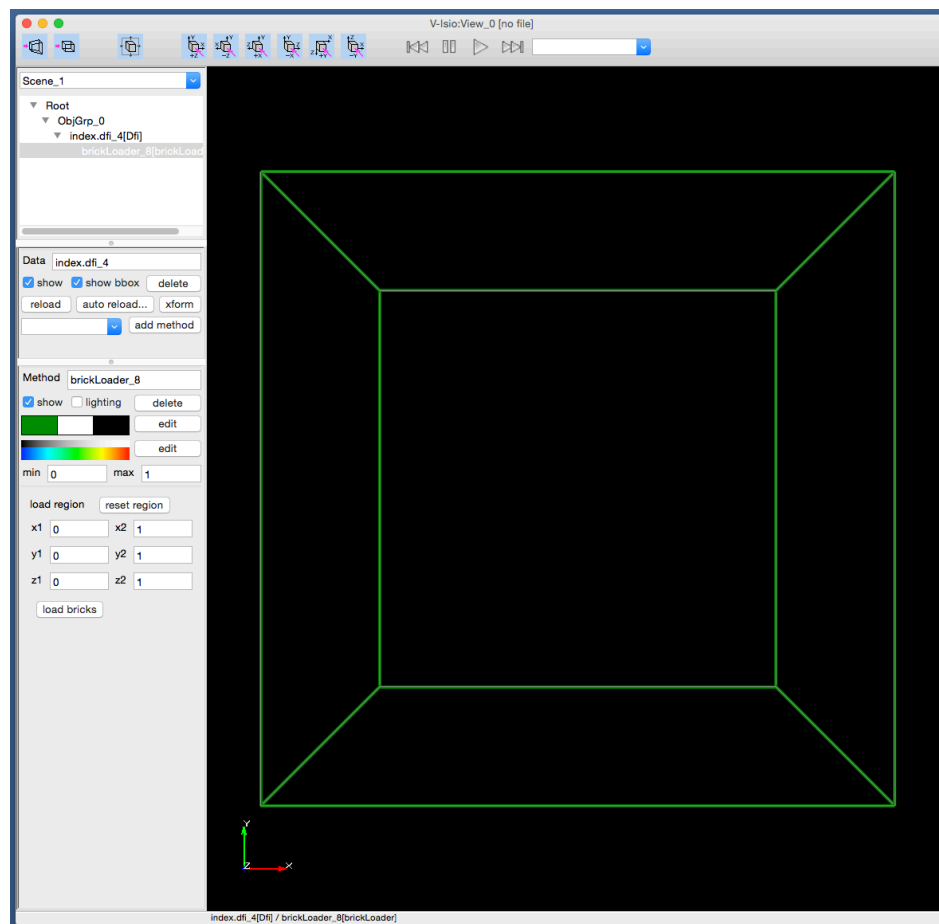 V-Isio:View_0 [no file]
Scene_1
Root
ObjGrp_0
index.dfi_4[Dfi]
brickLoader_8[brickLoad
Data index.dfi_4
show show bbox delete
reload auto reload... xform
add method
Method brickLoader_8
show lighting delete
edit
edit
min 0 max 1
load region reset region
x1 0 x2 1
y1 0 y2 1
z1 0 z2 1
load bricks
Y
Z X
index.dfi_4[Dfi] / brickLoader_8[brickLoader]